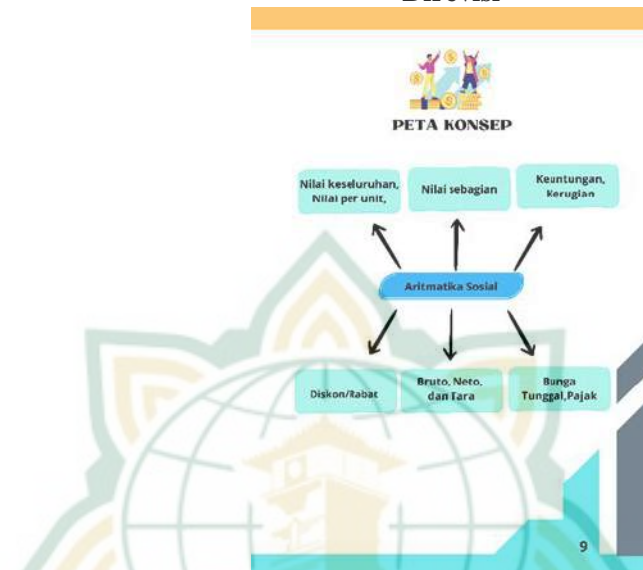 PETA KONSEP
Nilai keseluruhan,
Nilai per unit,
Nilai sebagian
Keuntungan,
Kerugian
Aritmatika Sosial
Diskon/Rabat
Bruto, Neto,
dan Tara
Bunga
Tunggal,Pajak
9